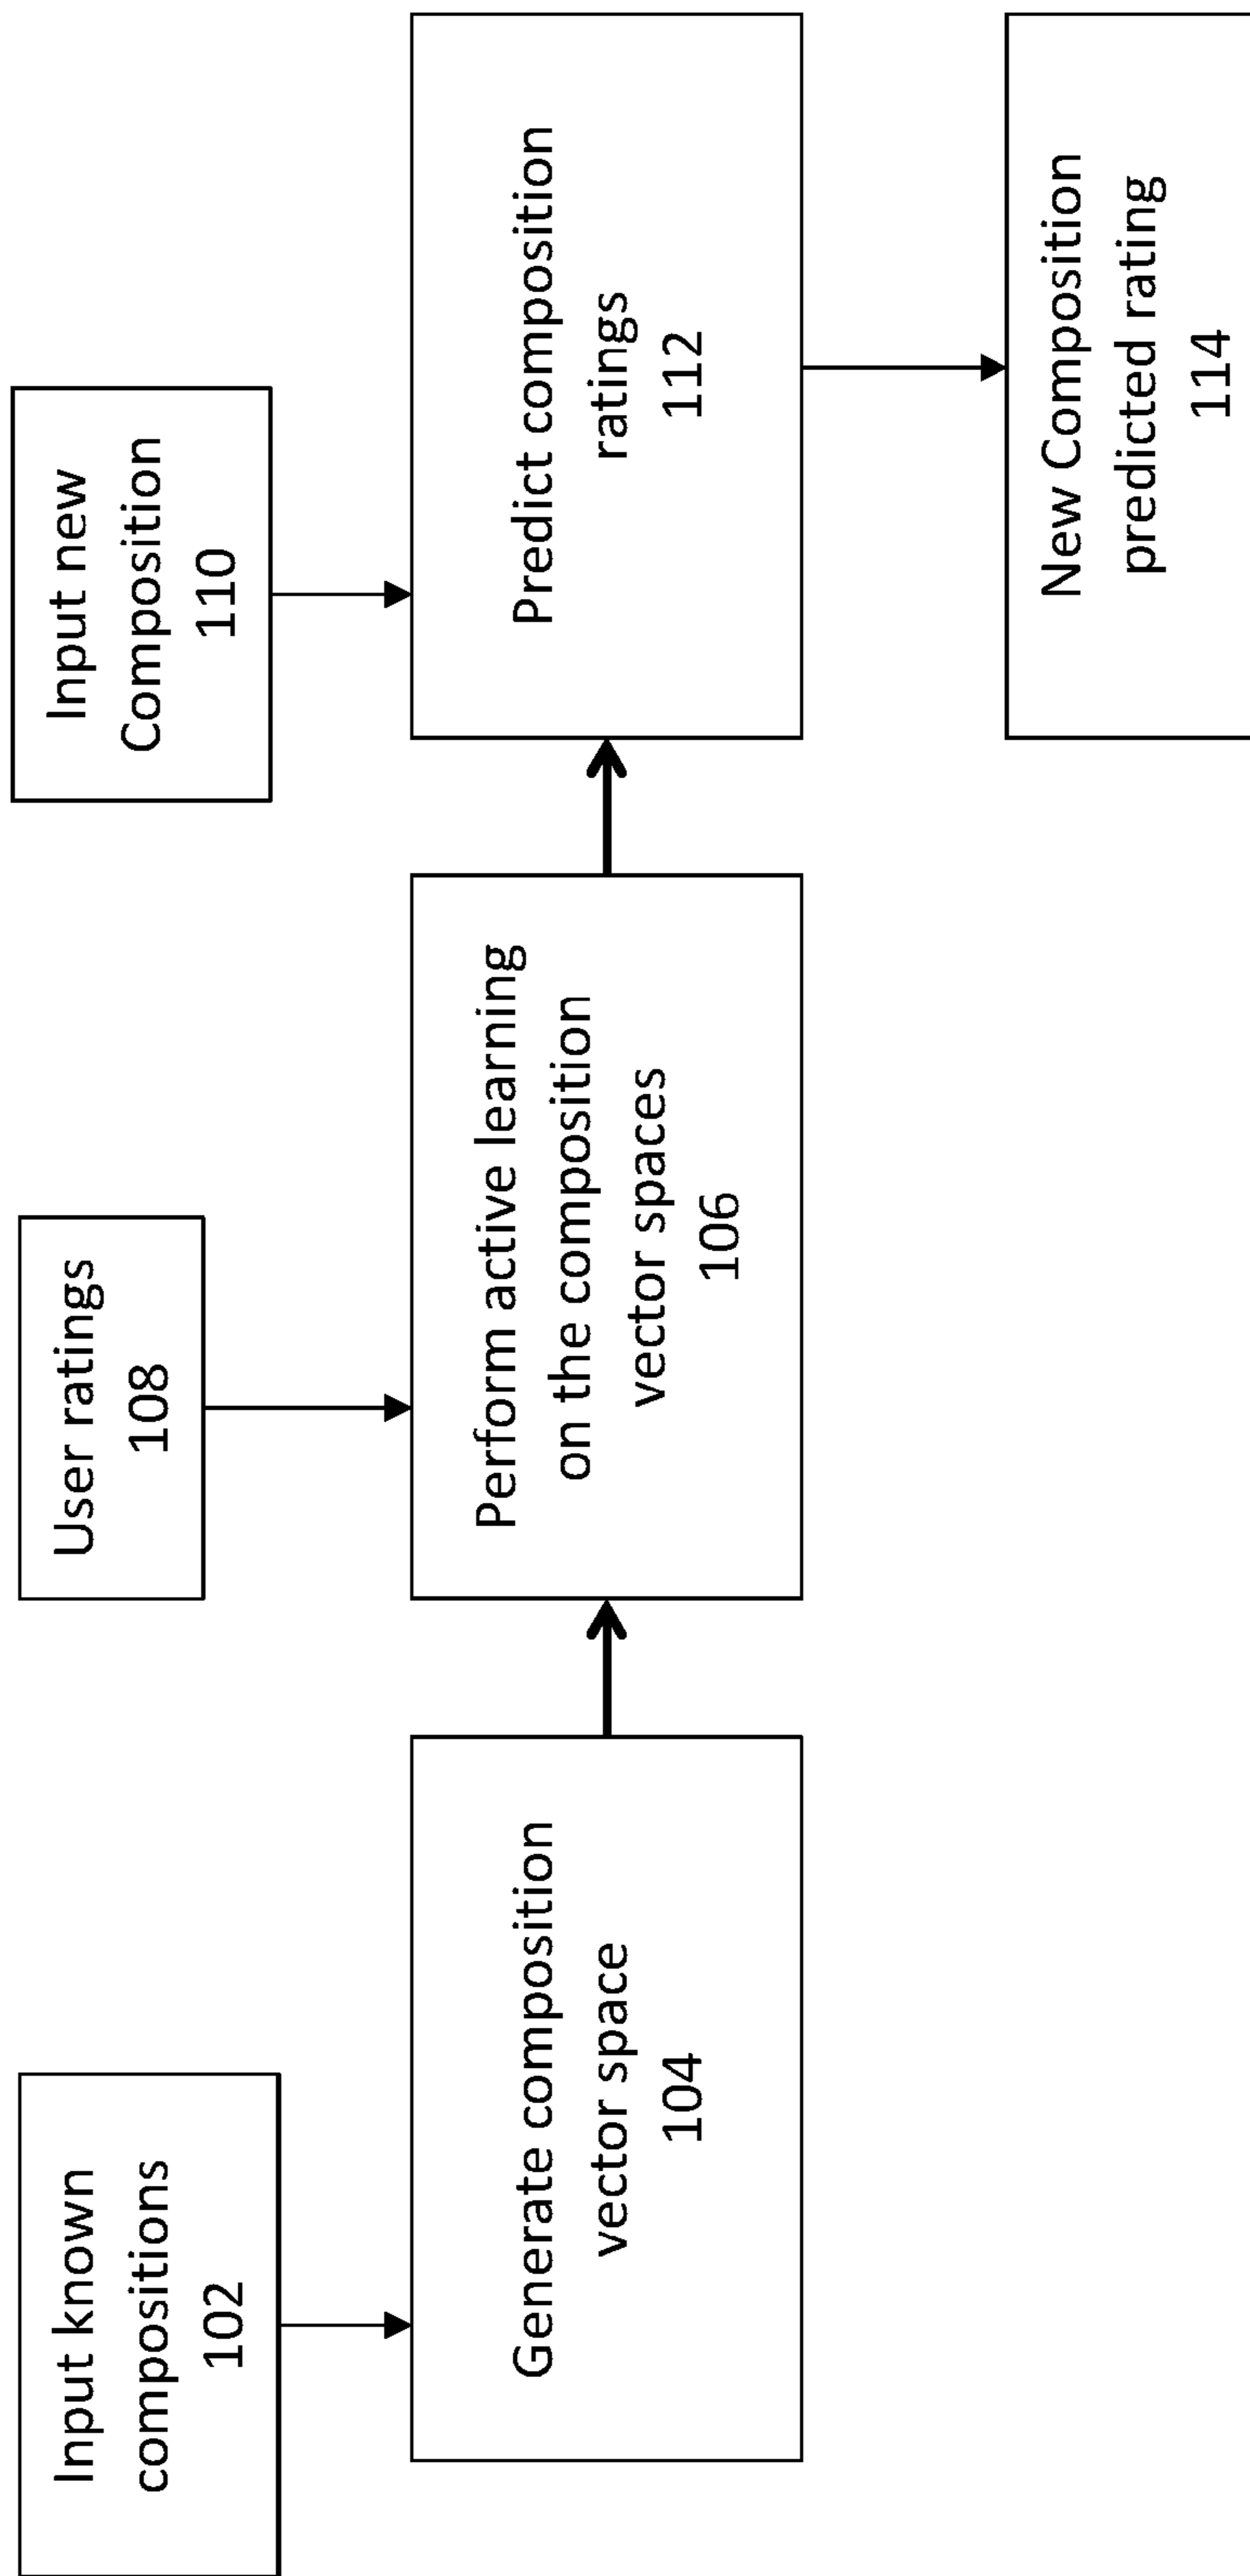 Input known
compositions
102
Generate composition
vector space
104
User ratings
108
Perform active learning
on the composition
vector spaces
106
Input new
Composition
110
Predict composition
ratings
112
New Composition
predicted rating
114